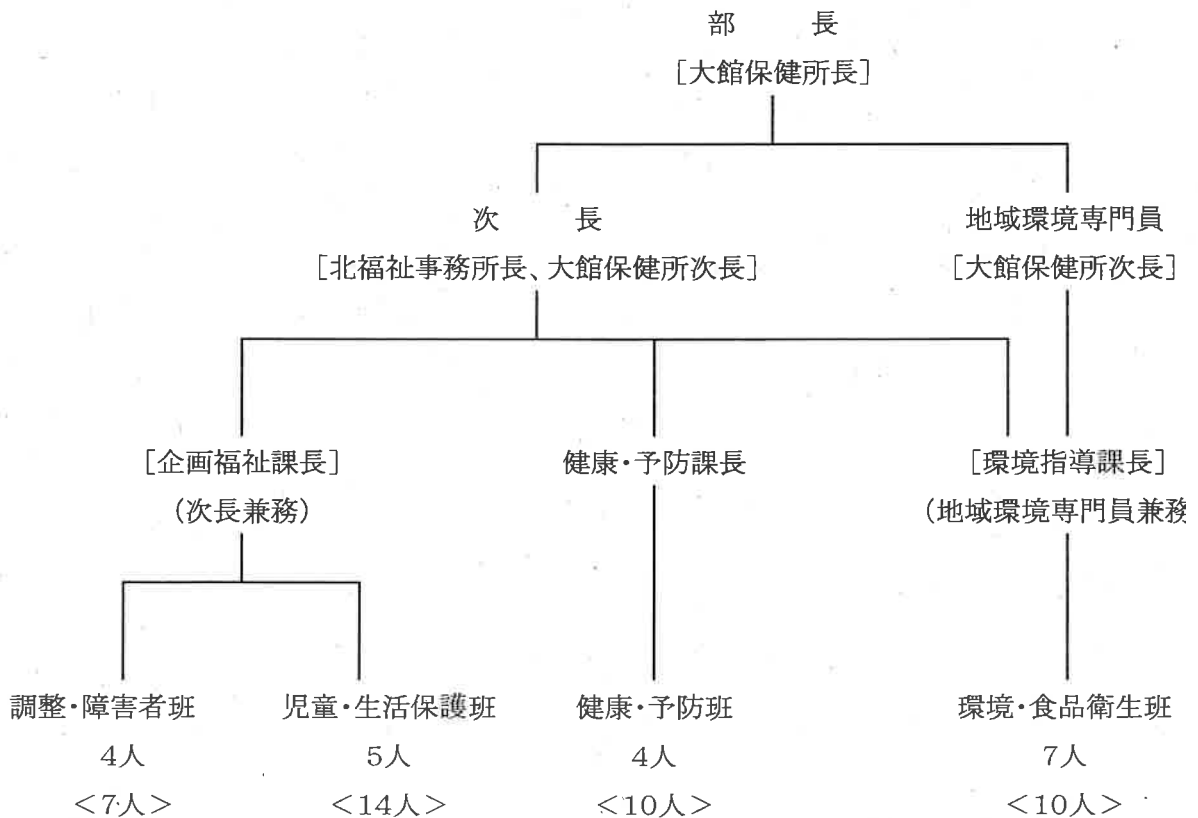 部　　長
[大館保健所長]
次　　長
地域環境専門員
[北福祉事務所長、大館保健所次長]
[大館保健所次長]
[企画福祉課長]
健康・予防課長
[環境指導課長]
(次長兼務)
(地域環境専門員兼務
調整・障害者班
児童・生活保護班
健康・予防班
環境・食品衛生班
4人
5人
4人
7人
<7人>
<14人>
<10人>
<10人>